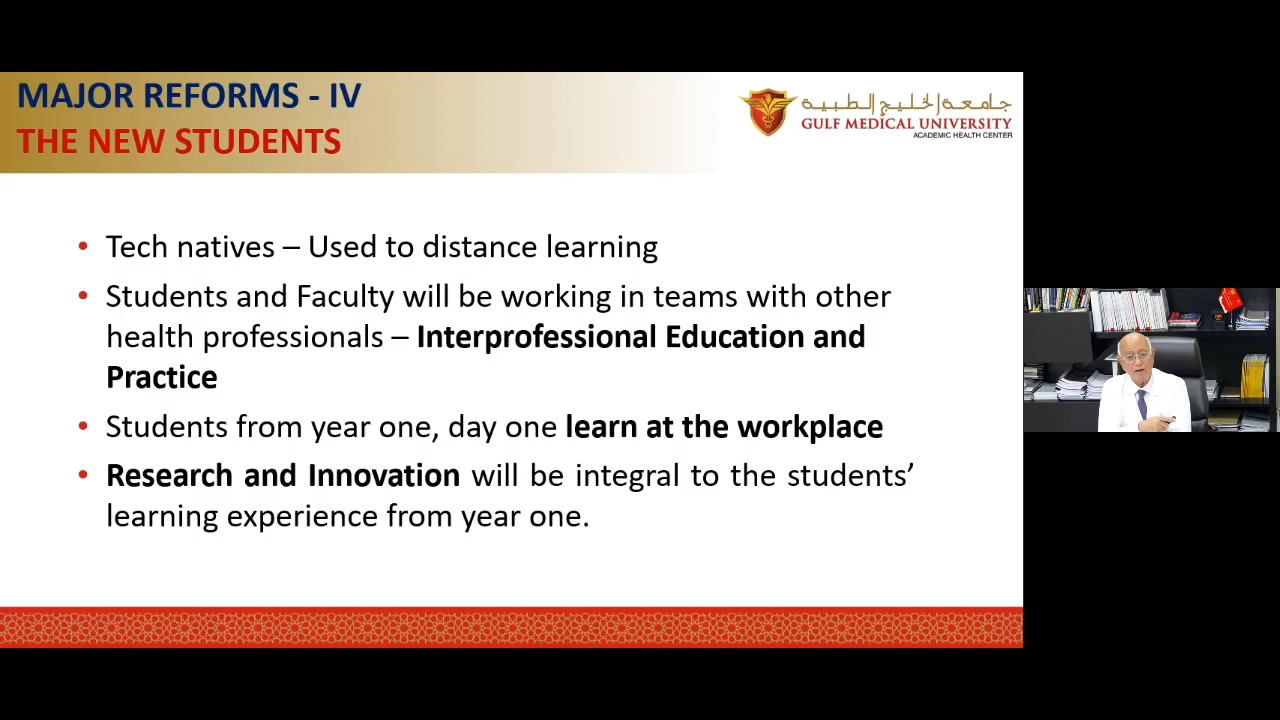 MAJOR REFORMS - IV
THE NEW STUDENTS
جامعة الخليج الطبية
GULF MEDICAL UNIVERSITY
ACADEMIC HEALTH CENTER
• Tech natives – Used to distance learning
• Students and Faculty will be working in teams with other
health professionals – Interprofessional Education and
Practice
• Students from year one, day one learn at the workplace
• Research and Innovation will be integral to the students’
learning experience from year one.